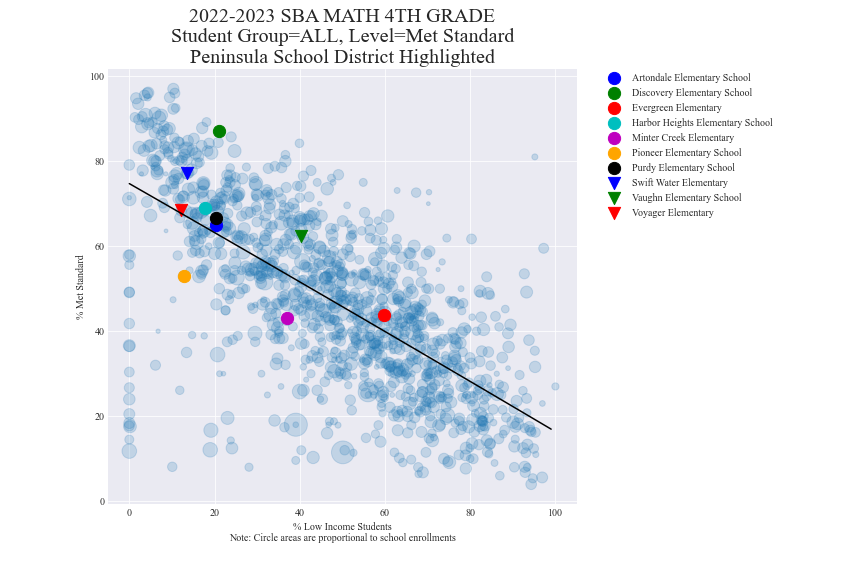 2022-2023 SBA MATH 4TH GRADE
Student Group=ALL, Level=Met Standard
Peninsula School District Highlighted
100
80
60
40
20
0
% Met Standard
0 20 40 60 80 100
% Low Income Students
Note: Circle areas are proportional to school enrollments
Artondale Elementary School
Discovery Elementary School
Evergreen Elementary
Harbor Heights Elementary School
Minter Creek Elementary
Pioneer Elementary School
Purdy Elementary School
Swift Water Elementary
Vaughn Elementary School
Voyager Elementary